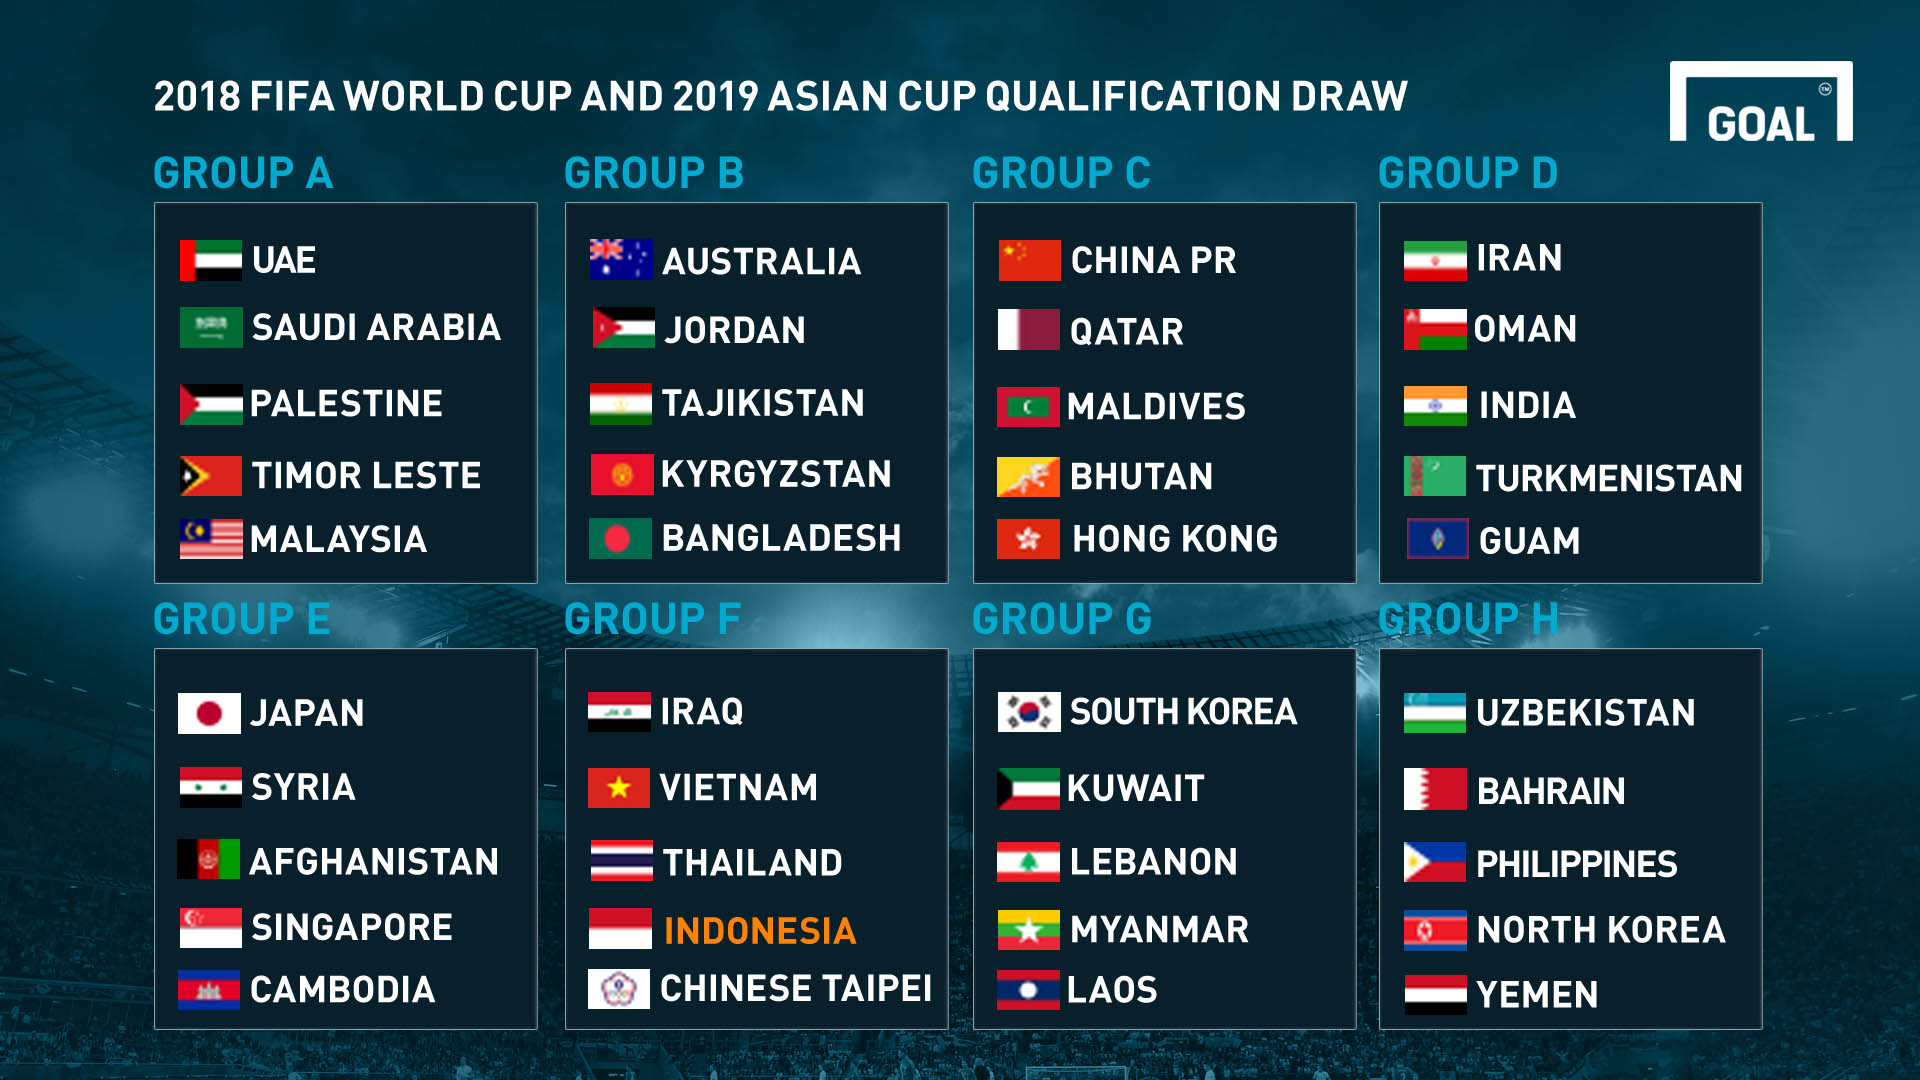 2018 FIFA WORLD CUP AND 2019 ASIAN CUP QUALIFICATION DRAW
GOAL™
GROUP A
UAE
SAUDI ARABIA
PALESTINE
TIMOR LESTE
MALAYSIA
GROUP B
AUSTRALIA
JORDAN
TAJIKISTAN
KYRGYZSTAN
BANGLADESH
GROUP C
CHINA PR
QATAR
MALDIVES
BHUTAN
HONG KONG
GROUP D
IRAN
OMAN
INDIA
TURKMENISTAN
GUAM
GROUP E
JAPAN
SYRIA
AFGHANISTAN
SINGAPORE
CAMBODIA
GROUP F
IRAQ
VIETNAM
THAILAND
INDONESIA
CHINESE TAIPEI
GROUP G
SOUTH KOREA
KUWAIT
LEBANON
MYANMAR
LAOS
GROUP H
UZBEKISTAN
BAHRAIN
PHILIPPINES
NORTH KOREA
YEMEN